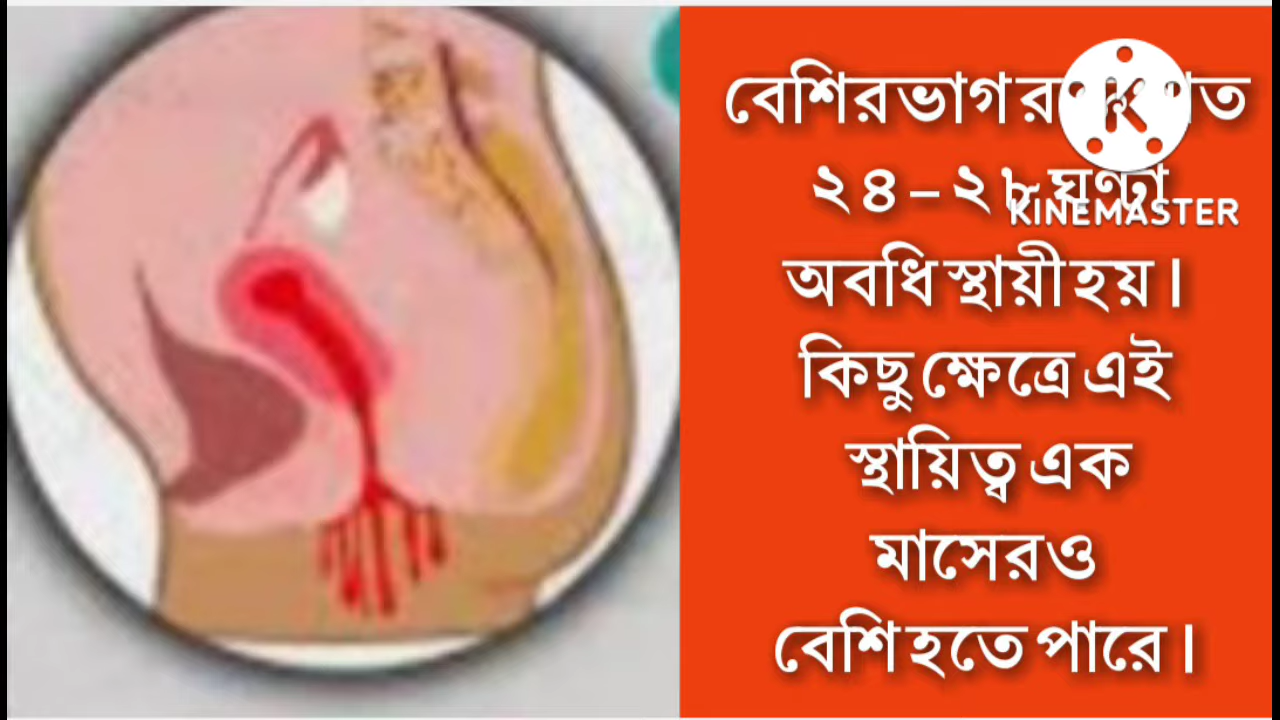 বেশিরভাগ
২৪-২৮ ঘণ্টা
অবধি স্থায়ী হয়।
কিছু ক্ষেত্রে এই
স্থায়িত্ব এক
মাসেরও
বেশি হতে পারে।
K
KINEMASTER